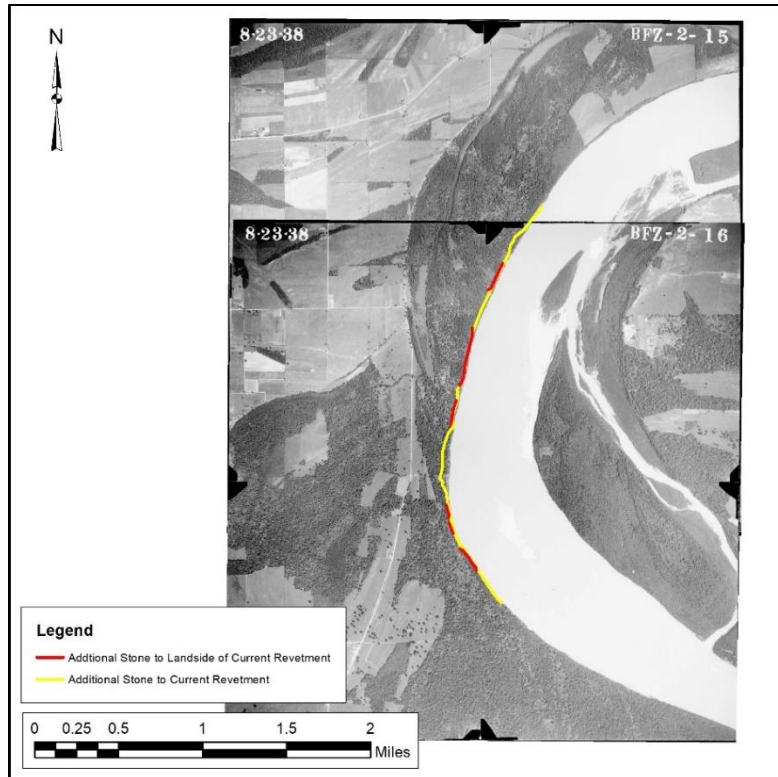 N
8-23-38 BFZ-2-15
8-23-38 BFZ-2-16
Legend
Addtional Stone to Landside of Current Revetment
Additional Stone to Current Revetment
0 0.25 0.5 1 1.5 2
Miles